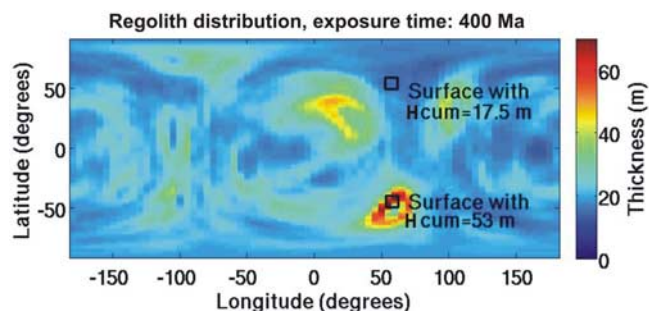 Regolith distribution, exposure time: 400 Ma
Latitude (degrees)
50
0
-50
-150
-100
-50
0
50
100
150
Longitude (degrees)
Surface with
Hcum=17.5 m
Surface with
Hcum=53 m
60
40
20
0
Thickness (m)